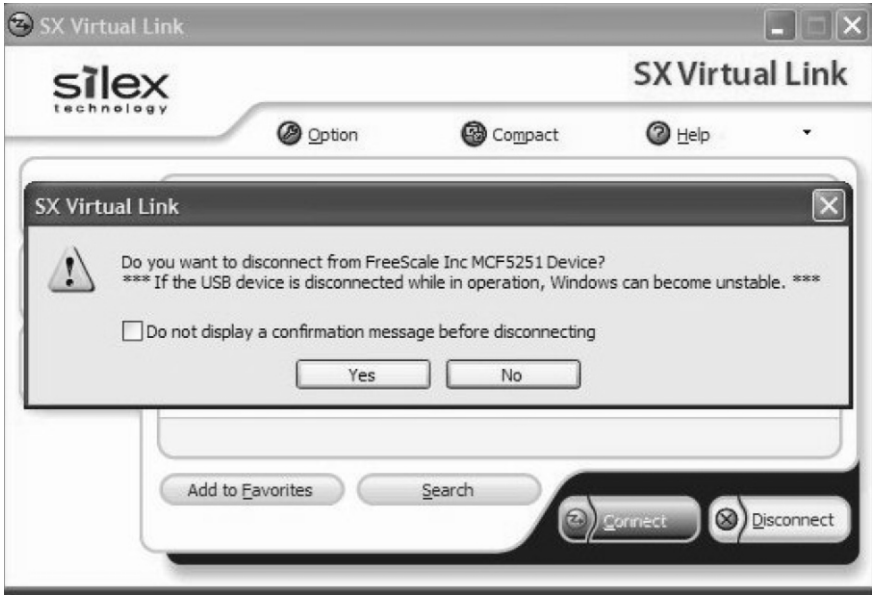 SX Virtual Link
silex
technology
SX Virtual Link
Option
Compact
Help
SX Virtual Link
Do you want to disconnect from FreeScale Inc MCF5251 Device?
*** If the USB device is disconnected while in operation, Windows can become unstable. ***
Do not display a confirmation message before disconnecting
Yes
No
Add to Favorites
Search
Connect
Disconnect